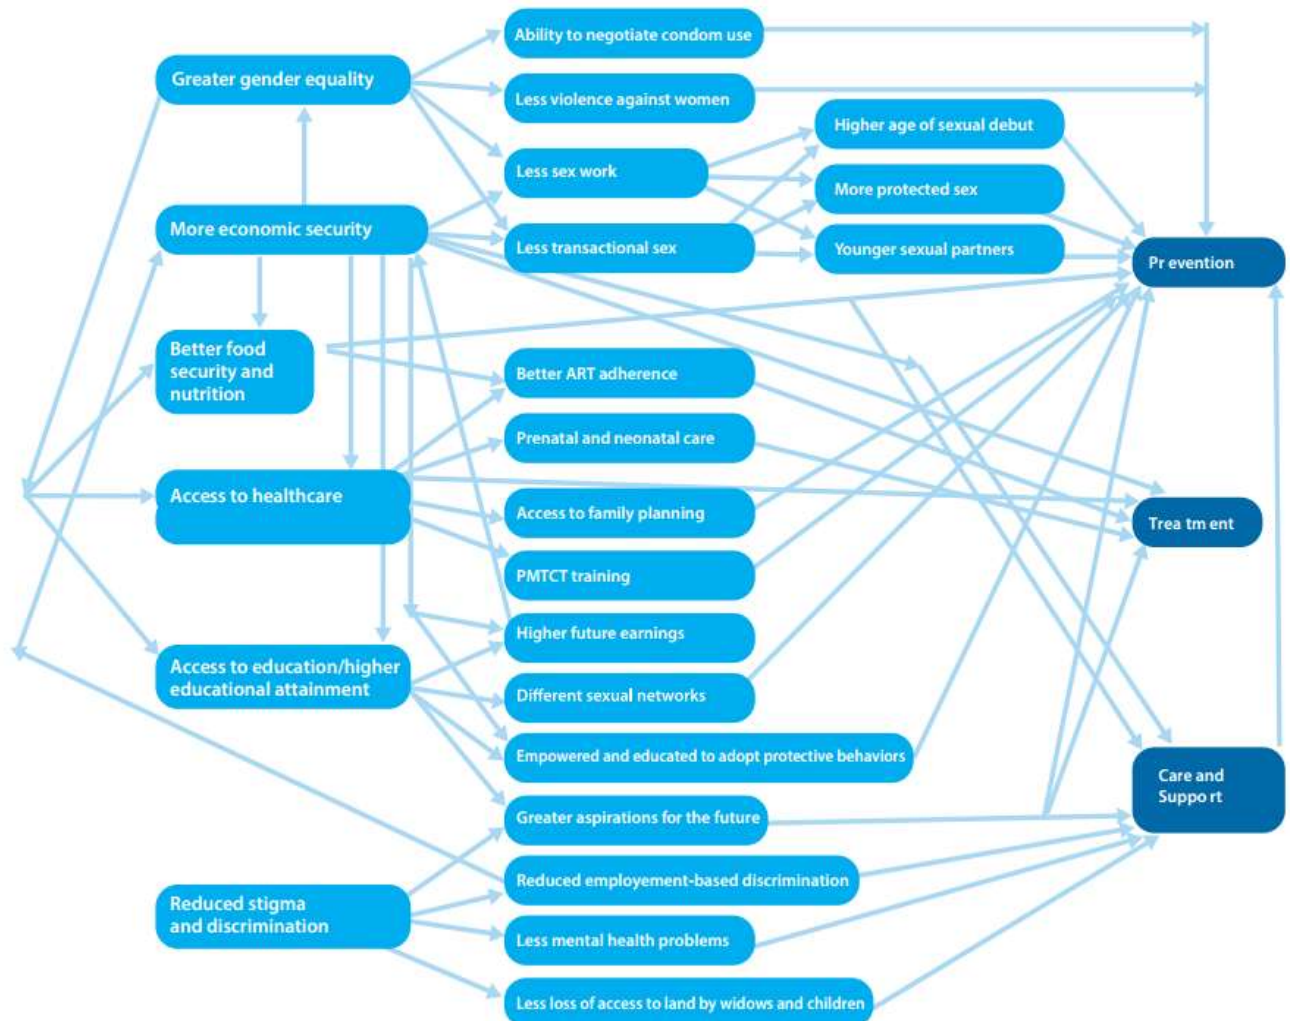 Ability to negotiate condom use
Greater gender equality
Less violence against women
Higher age of sexual debut
Less sex work
More protected sex
More economic security
Less transactional sex
Younger sexual partners
Pr evention
Better food
security and
nutrition
Better ART adherence
Prenatal and neonatal care
Access to healthcare
Access to family planning
Trea tm ent
PMTCT training
Higher future earnings
Access to education/higher
educational attainment
Different sexual networks
Empowered and educated to adopt protective behaviors
Care and
Suppo rt
Greater aspirations for the future
Reduced employement-based discrimination
Reduced stigma
and discrimination
Less mental health problems
Less loss of access to land by widows and children